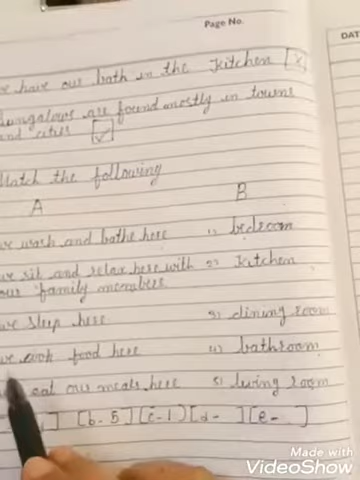 Page No.
DAT
we have our bath in the Kitchen [x]
Bungalows are found mostly in towns
and cities [✓]
Match the following
A B
we wash and bathe here 1) bedroom
we sit and relax here with 2) Kitchen
our family members
we sleep here 3) dining room
we cook food here 4) bathroom
eat our meals here 5) living room
] [b-5] [c-1] [d- ] [e- ]
Made with
VideoShow